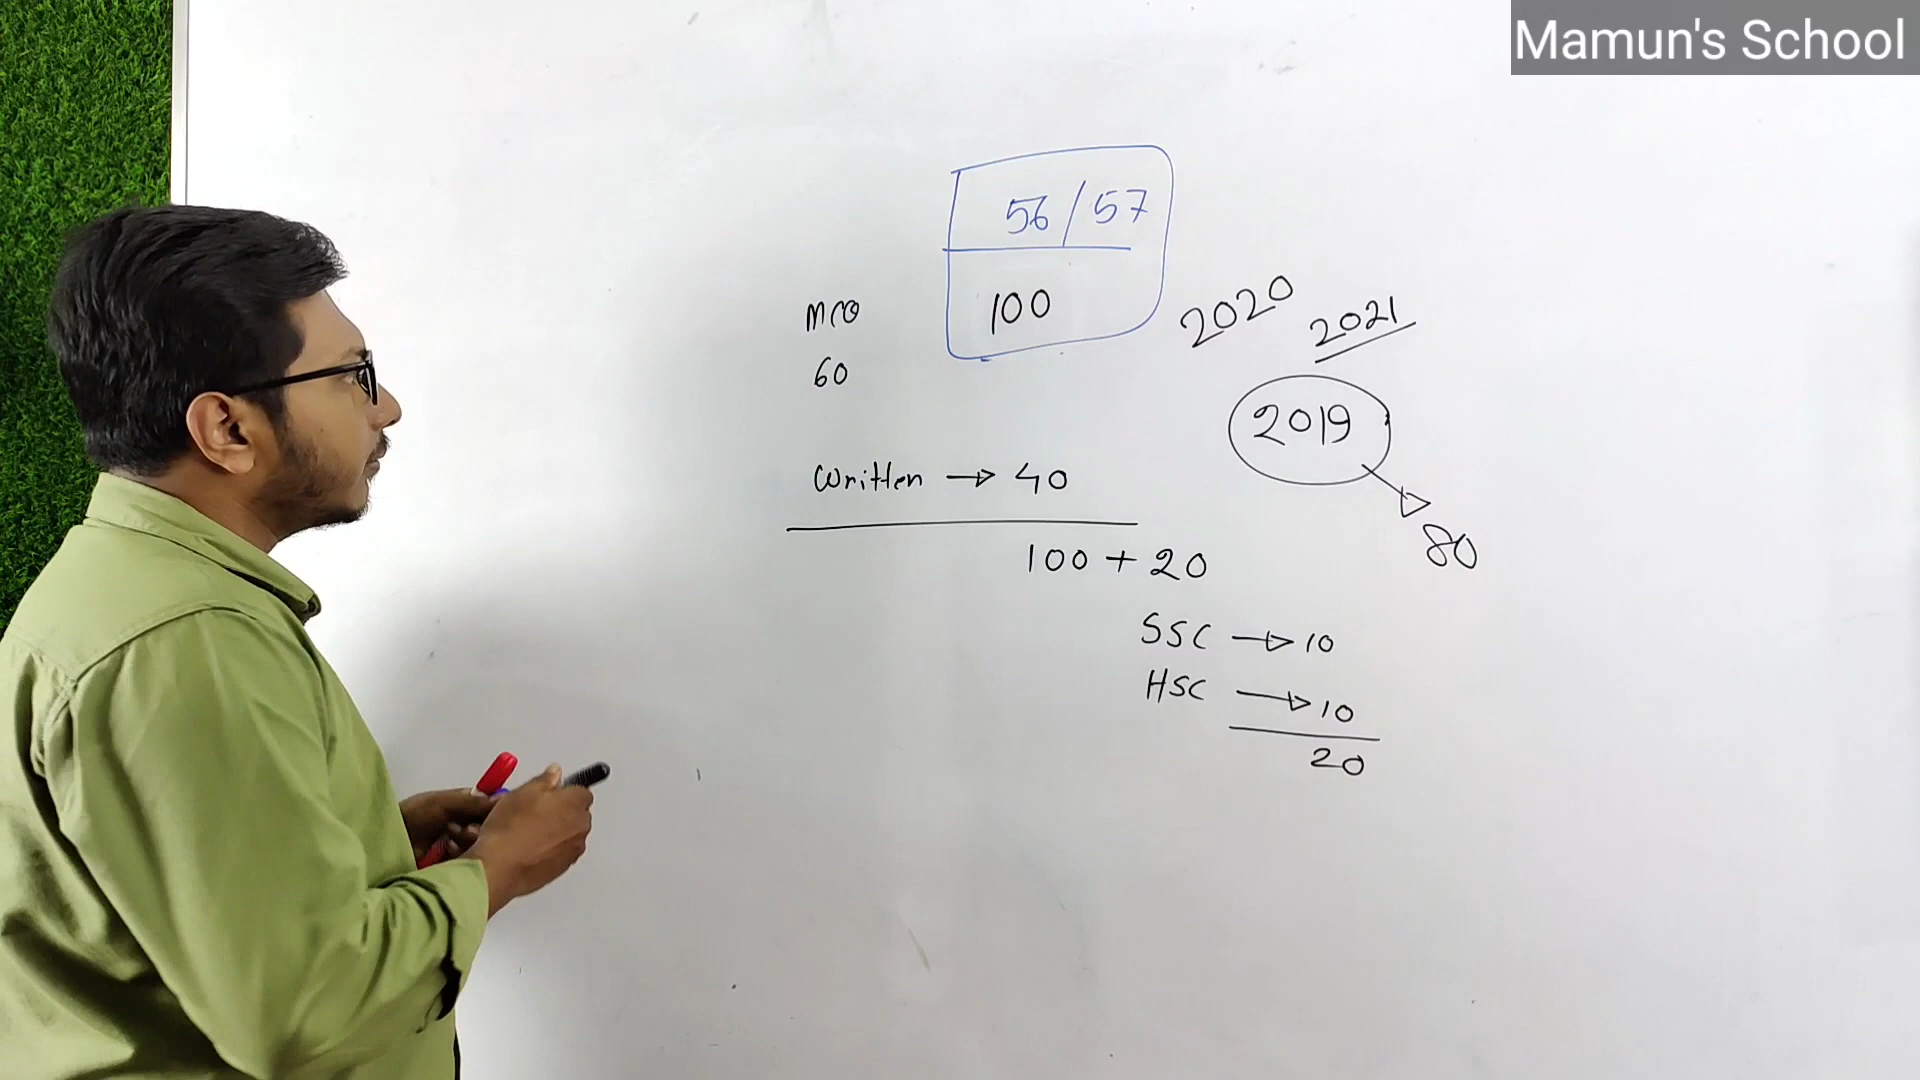 Mamun's School
56/57
100
MCQ
60
2020
2021
2019
80
Written → 40
100 + 20
SSC → 10
HSC → 10
20